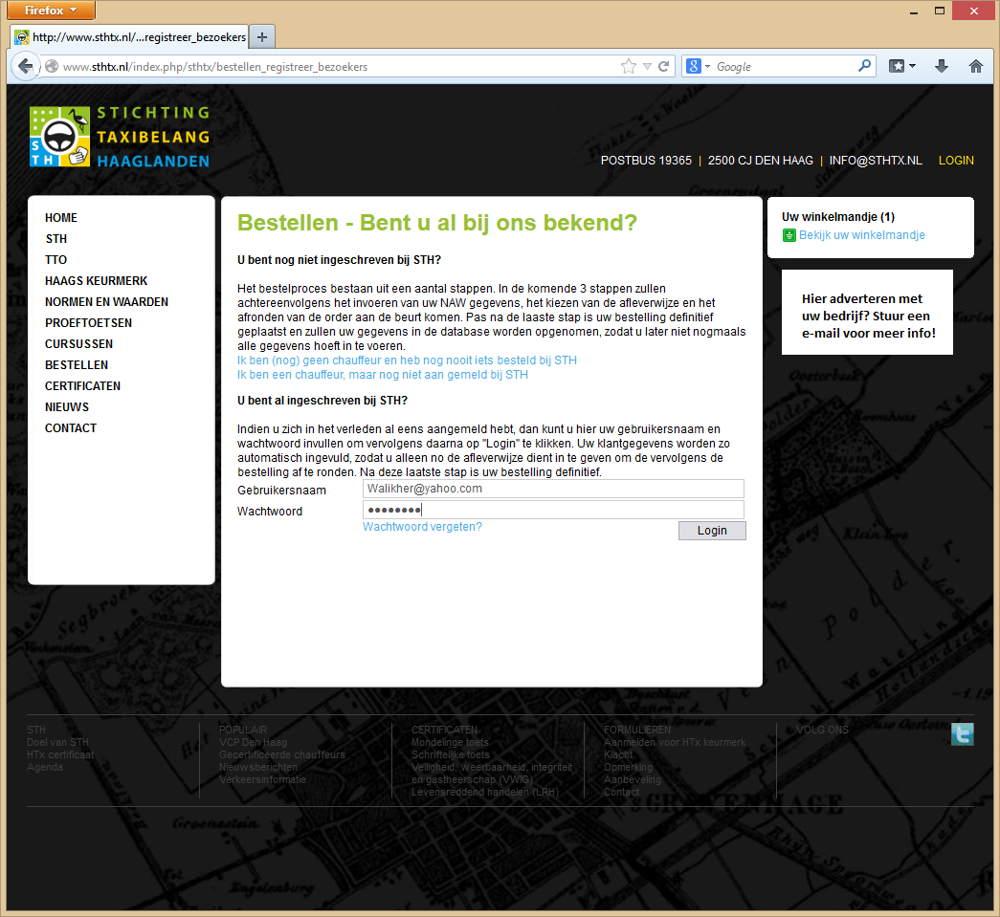 Firefox
http://www.sthtx.nl/...registreer_bezoekers
www.sthtx.nl/index.php/sthtx/bestellen_registreer_bezoekers
Google
STICHTING
TAXIBELANG
HAAGLANDEN
STH
POSTBUS 19365 | 2500 CJ DEN HAAG | INFO@STHTX.NL LOGIN
HOME
STH
TTO
HAAGS KEURMERK
NORMEN EN WAARDEN
PROEFTOETSEN
CURSUSSEN
BESTELLEN
CERTIFICATEN
NIEUWS
CONTACT
Bestellen - Bent u al bij ons bekend?
U bent nog niet ingeschreven bij STH?
Het bestelproces bestaan uit een aantal stappen. In de komende 3 stappen zullen
achtereenvolgens het invoeren van uw NAW gegevens, het kiezen van de afleverwijze en het
afronden van de order aan de beurt komen. Pas na de laaste stap is uw bestelling definitief
geplaatst en zullen uw gegevens in de database worden opgenomen, zodat u later niet nogmaals
alle gegevens hoeft in te voeren.
Ik ben (nog) geen chauffeur en heb nog nooit iets besteld bij STH
Ik ben een chauffeur, maar nog niet aan gemeld bij STH
U bent al ingeschreven bij STH?
Indien u zich in het verleden al eens aangemeld hebt, dan kunt u hier uw gebruikersnaam en
wachtwoord invullen om vervolgens daarna op "Login" te klikken. Uw klantgegevens worden zo
automatisch ingevuld, zodat u alleen no de afleverwijze dient in te geven om de vervolgens de
bestelling af te ronden. Na deze laatste stap is uw bestelling definitief.
Gebruikersnaam Walikher@yahoo.com
Wachtwoord ••••••••
Wachtwoord vergeten? Login
Uw winkelmandje (1)
Bekijk uw winkelmandje
Hier adverteren met
uw bedrijf? Stuur een
e-mail voor meer info!
STH
Doel van STH
HTx certificaat
Agenda
POPULAIR
VCP Den Haag
Gecertificeerde chauffeurs
Nieuwsberichten
Verkeersinformatie
CERTIFICATEN
Mondelinge toets
Schriftelijke toets
Veiligheid, weerbaarheid, integriteit
en gastheerschap (VWIG)
Levensreddend handelen (LRH)
FORMULIEREN
Aanmelden voor HTx keurmerk
Klacht
Opmerking
Aanbeveling
Contact
VOLG ONS